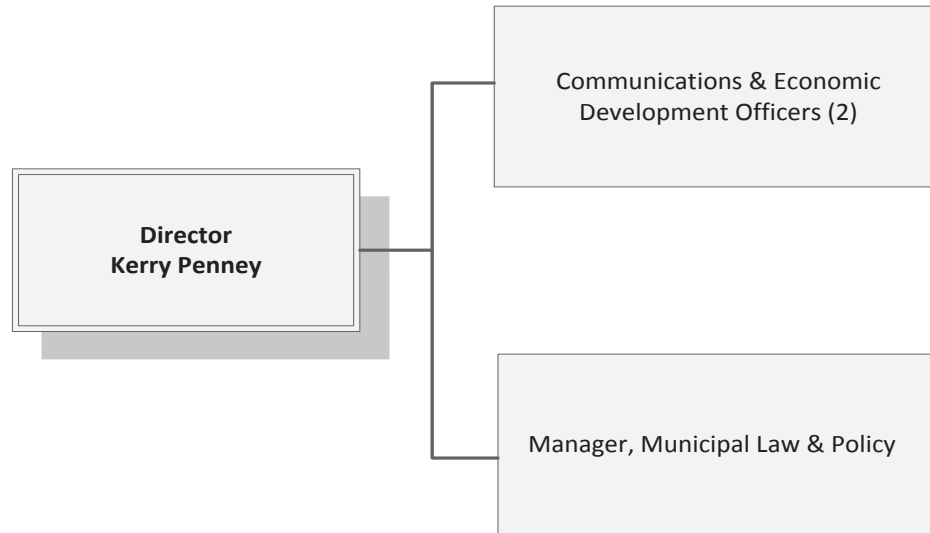 Communications & Economic
Development Officers (2)
Director
Kerry Penney
Manager, Municipal Law & Policy